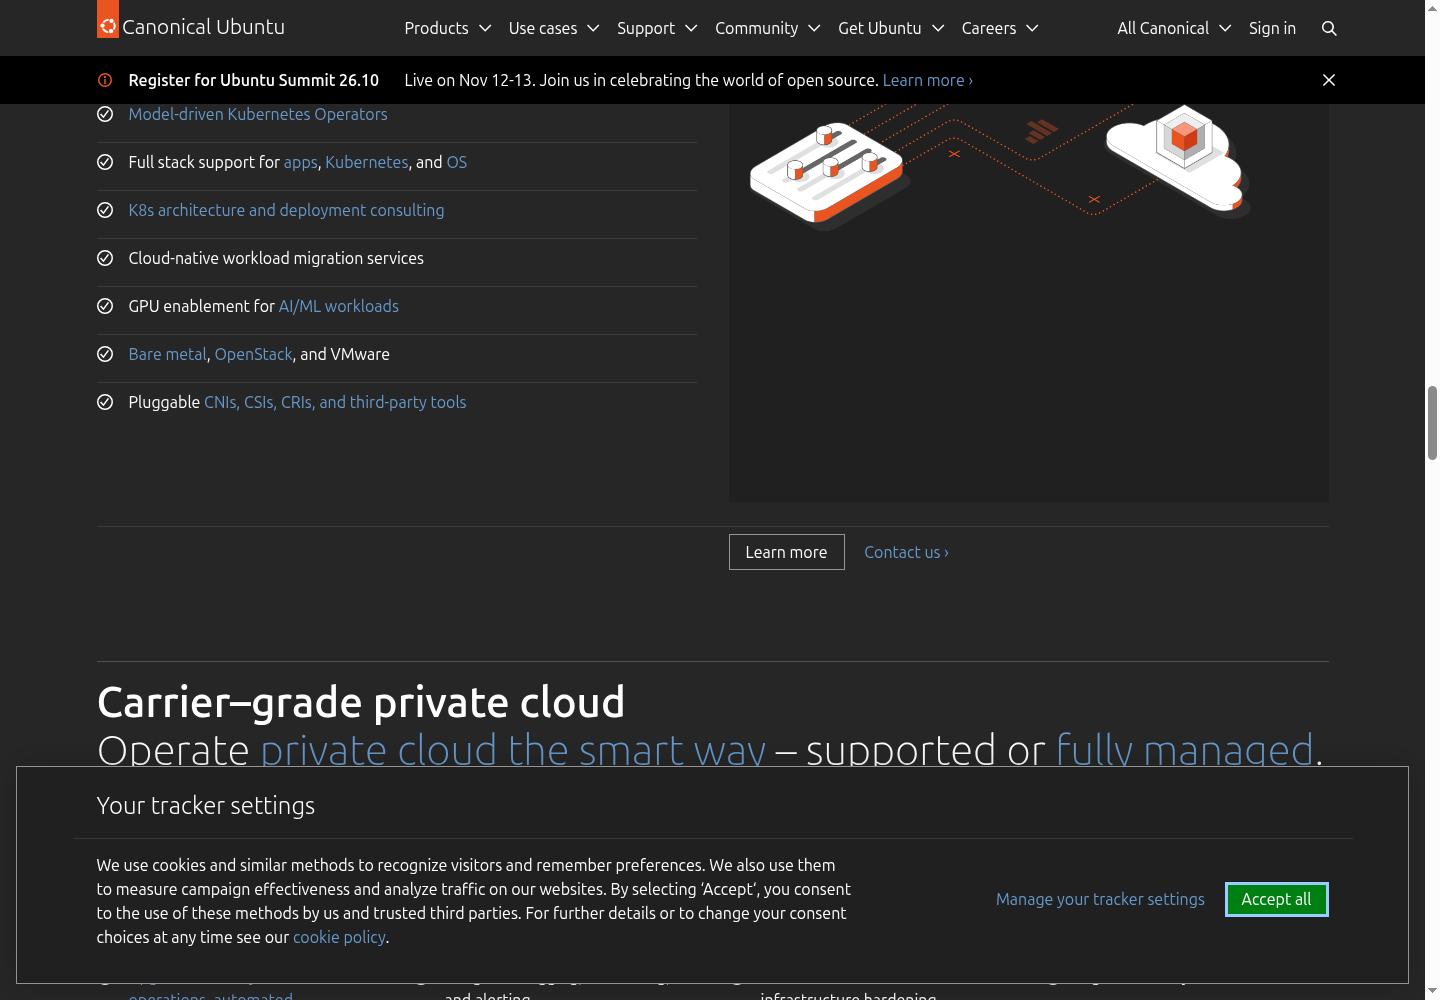 Canonical Ubuntu
Products
Use cases
Support
Community
Get Ubuntu
Careers
All Canonical
Sign in
Register for Ubuntu Summit 26.10
Live on Nov 12-13. Join us in celebrating the world of open source. Learn more ›
Model-driven Kubernetes Operators
Full stack support for apps, Kubernetes, and OS
K8s architecture and deployment consulting
Cloud-native workload migration services
GPU enablement for AI/ML workloads
Bare metal, OpenStack, and VMware
Pluggable CNIs, CSIs, CRIs, and third-party tools
Learn more
Contact us ›
Carrier–grade private cloud
Operate private cloud the smart way – supported or fully managed.
Your tracker settings
We use cookies and similar methods to recognize visitors and remember preferences. We also use them
to measure campaign effectiveness and analyze traffic on our websites. By selecting ‘Accept‘, you consent
to the use of these methods by us and trusted third parties. For further details or to change your consent
choices at any time see our cookie policy.
Manage your tracker settings
Accept all
operations, automated
and alerting
infrastructure hardening